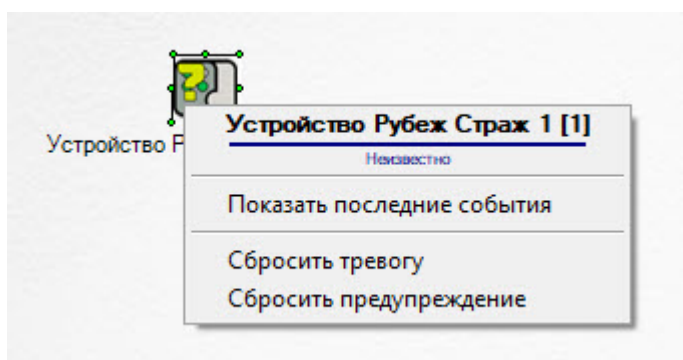 Устройство Рубеж Страж 1 [1]
Устройство Р
Неизвестно
Показать последние события
Сбросить тревогу
Сбросить предупреждение